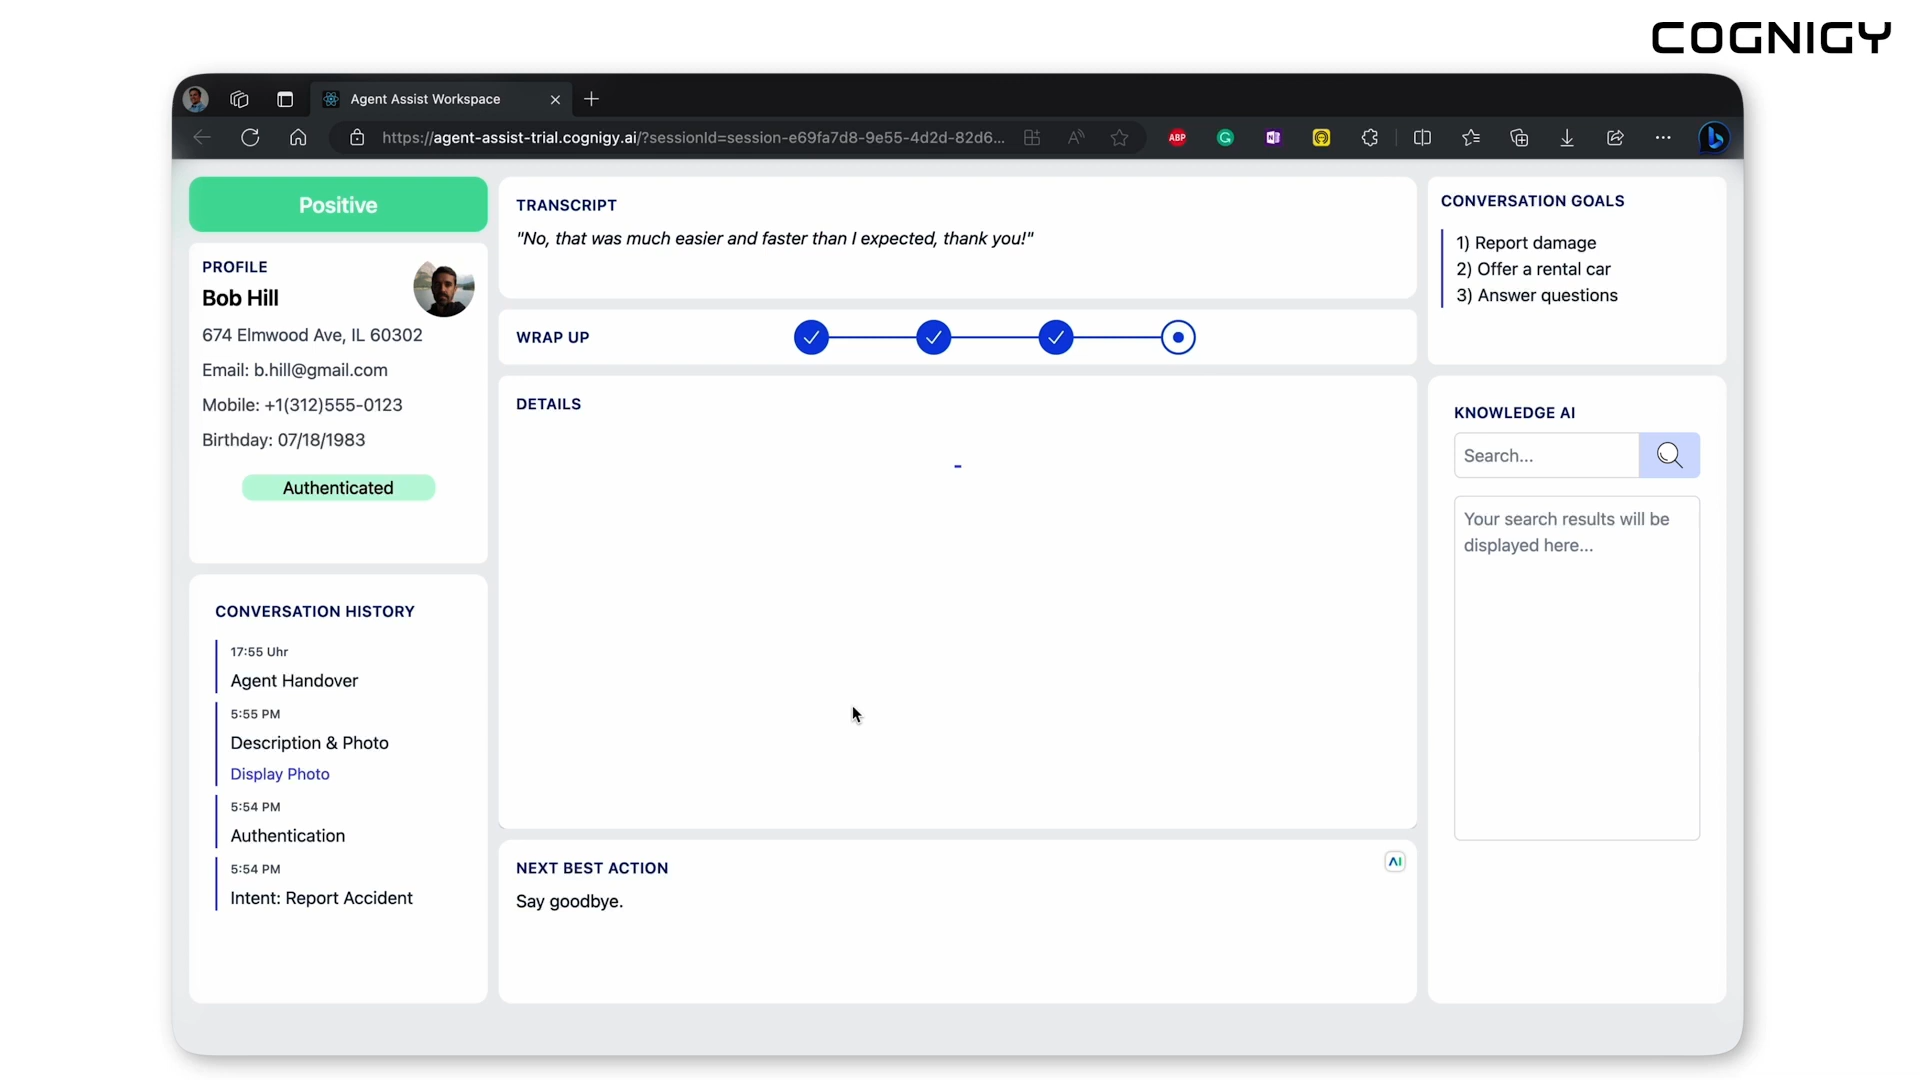 COGNIGY
Agent Assist Workspace
https://agent-assist-trial.cognigy.ai/?sessionId=session-e69fa7d8-9e55-4d2d-82d6...
ABP
Positive
PROFILE
Bob Hill
674 Elmwood Ave, IL 60302
Email: b.hill@gmail.com
Mobile: +1(312)555-0123
Birthday: 07/18/1983
Authenticated
CONVERSATION HISTORY
17:55 Uhr
Agent Handover
5:55 PM
Description & Photo
Display Photo
5:54 PM
Authentication
5:54 PM
Intent: Report Accident
TRANSCRIPT
"No, that was much easier and faster than I expected, thank you!"
WRAP UP
DETAILS
-
NEXT BEST ACTION
AI
Say goodbye.
CONVERSATION GOALS
1) Report damage
2) Offer a rental car
3) Answer questions
KNOWLEDGE AI
Search...
Your search results will be
displayed here...